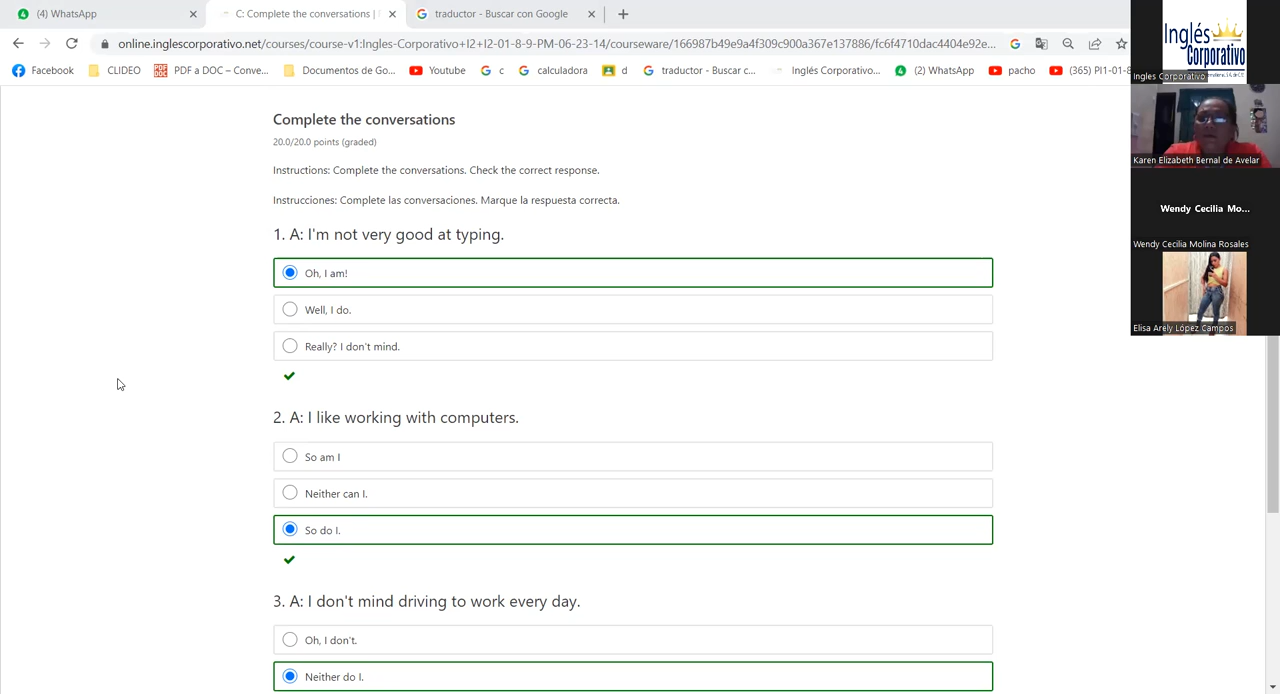 (4) WhatsApp
C: Complete the conversations |
traductor - Buscar con Google
online.inglescorporativo.net/courses/course-v1:Ingles-Corporativo+I2+I2-01-8-9-PM-06-23-14/courseware/166987b49e9a4f309c900a367e137886/fc6f4710dac4404e92e...
Facebook
CLIDEO
PDF a DOC – Conve...
Documentos de Go...
Youtube
c
calculadora
d
traductor - Buscar c...
Inglés Corporativo...
(2) WhatsApp
pacho
(365) PI1-01-8
Inglés
Corporativo
Ingles Corporativo
Karen Elizabeth Bernal de Avelar
Wendy Cecilia Mo...
Wendy Cecilia Molina Rosales
Elisa Arely López Campos
Complete the conversations
20.0/20.0 points (graded)
Instructions: Complete the conversations. Check the correct response.
Instrucciones: Complete las conversaciones. Marque la respuesta correcta.
1. A: I'm not very good at typing.
Oh, I am!
Well, I do.
Really? I don't mind.
2. A: I like working with computers.
So am I
Neither can I.
So do I.
3. A: I don't mind driving to work every day.
Oh, I don't.
Neither do I.